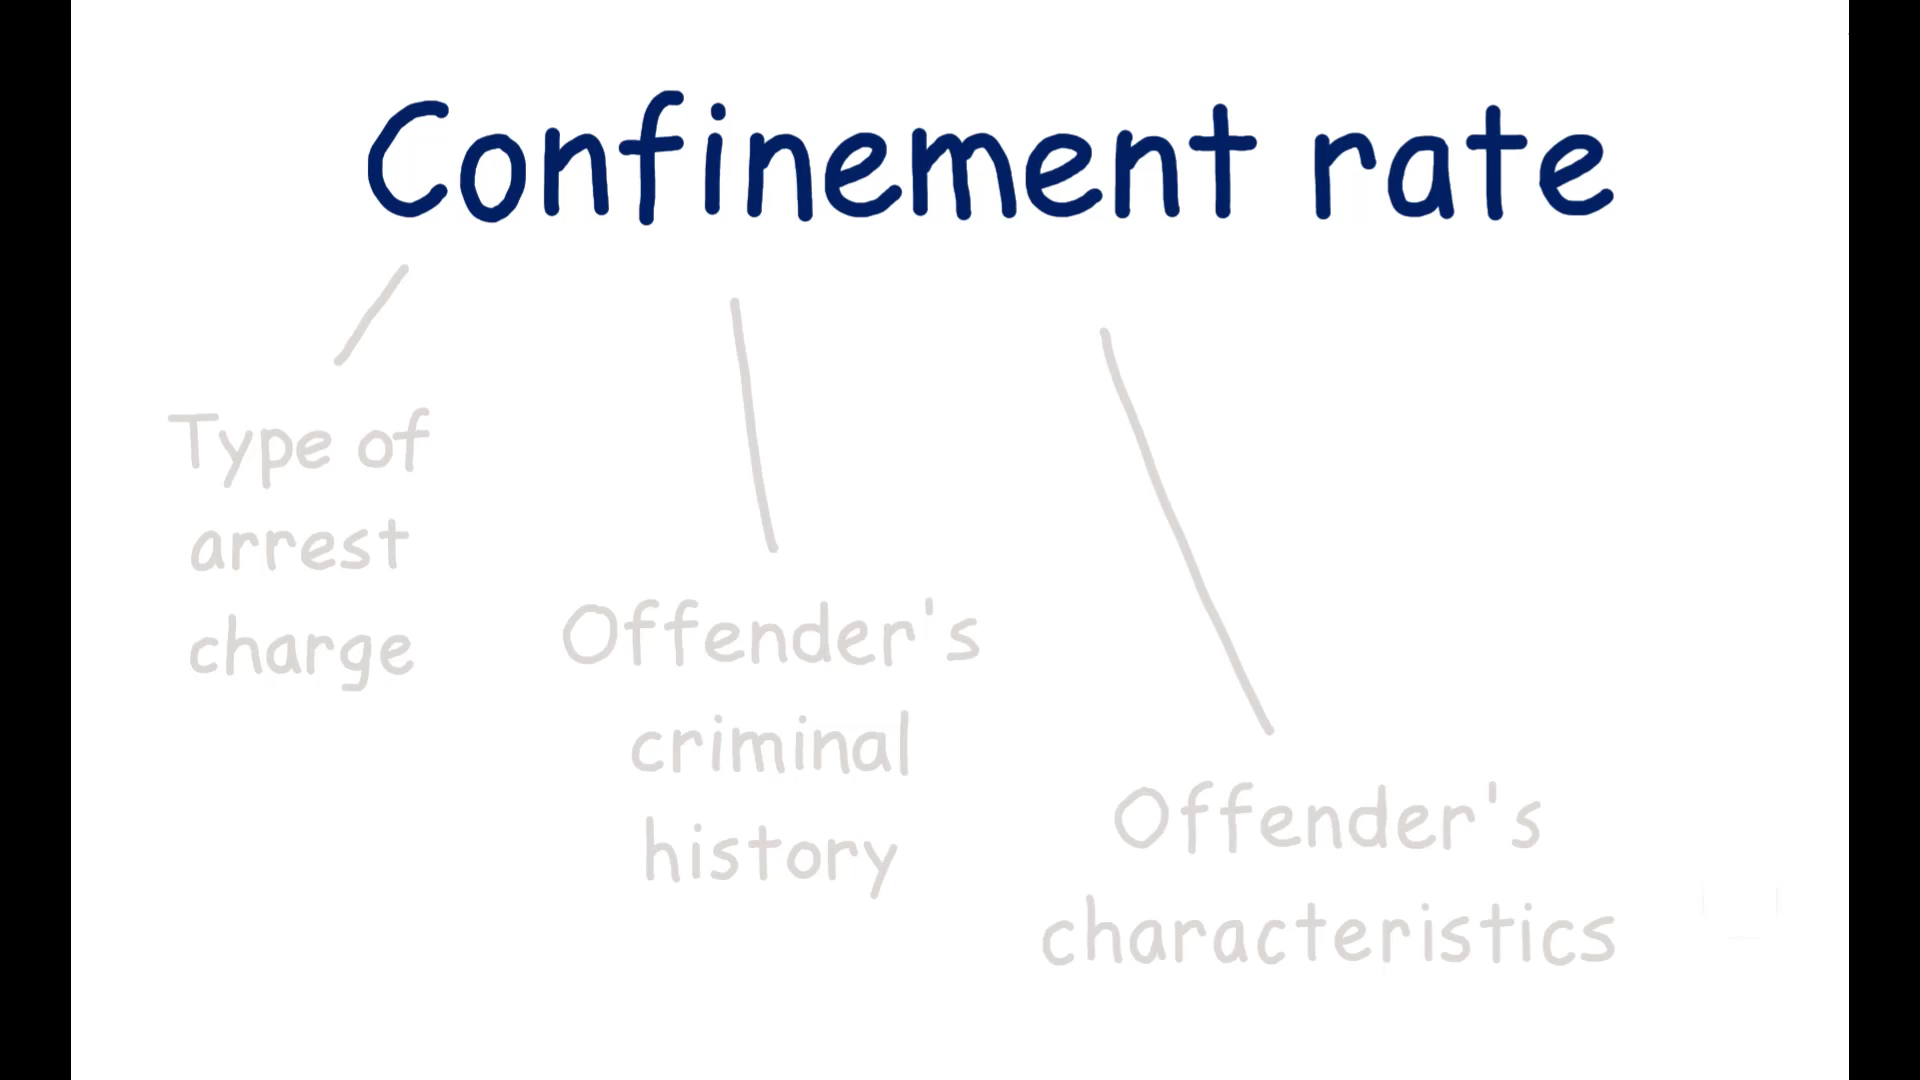 Confinement rate
Type of
arrest
charge
Offender's
criminal
history
Offender's
characteristics